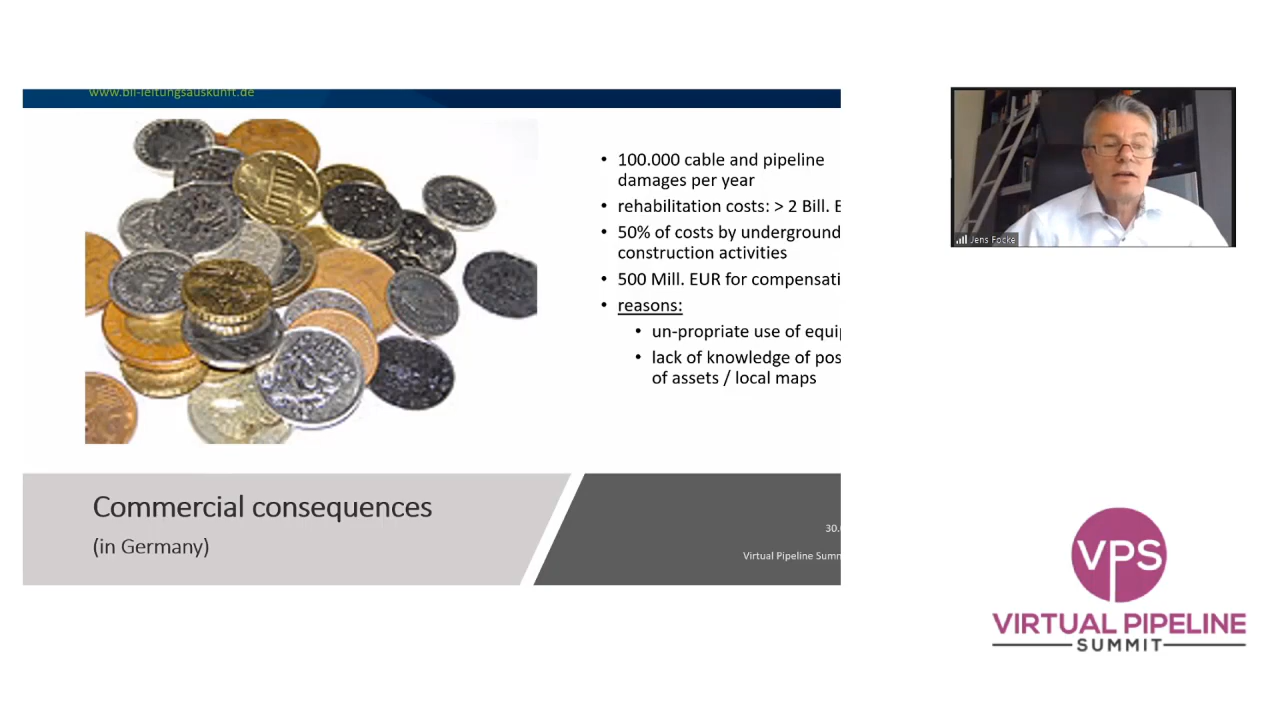 www.bil-leitungsauskunft.de
• 100.000 cable and pipeline
damages per year
• rehabilitation costs: > 2 Bill. E
• 50% of costs by underground
construction activities
• 500 Mill. EUR for compensati
• reasons:
• un-propriate use of equi
• lack of knowledge of pos
of assets / local maps
Commercial consequences
(in Germany)
30.
Virtual Pipeline Summ
Jens Focke
VPS
VIRTUAL PIPELINE
SUMMIT